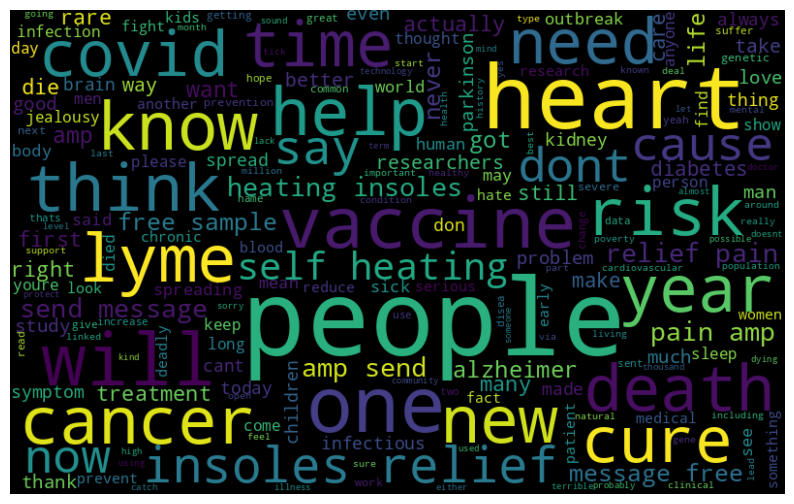 going getting sound great type suffer
rare outbreak always
infection fight kids even actually care anyone life
covid time need
day month tick thought take
die brain way want start mind yes research genetic love
hope technology known deal
good men better world never parkinson find thing
jealousy know help common history let mental heart
another prevention health yeah show
next amp lack human got kidney best doctor
body last please say researchers dont cause
spread term important may diabetes
think million healthy hate still severe person almost man
thats name heating insoles condition data around
level said free sample vaccine don risk really
support first chronic change poverty possible doesnt
died blood problem relief pain
right lyme self heating part cardiovascular population
youre look spreading mean reduce sick serious make women
protect send message sorry use disea someone early living via
study give increase keep people year
read linked deadly long pain amp
will kind cant amp send alzheimer much sent sleep dying
symptom treatment today community many made death thousand
open children one two fact new natural including
cancer come feel medical gene
high infectious patient cure see something
now using insoles relief used
thank prevent sure message free lead
catch illness work either terrible probably clinical